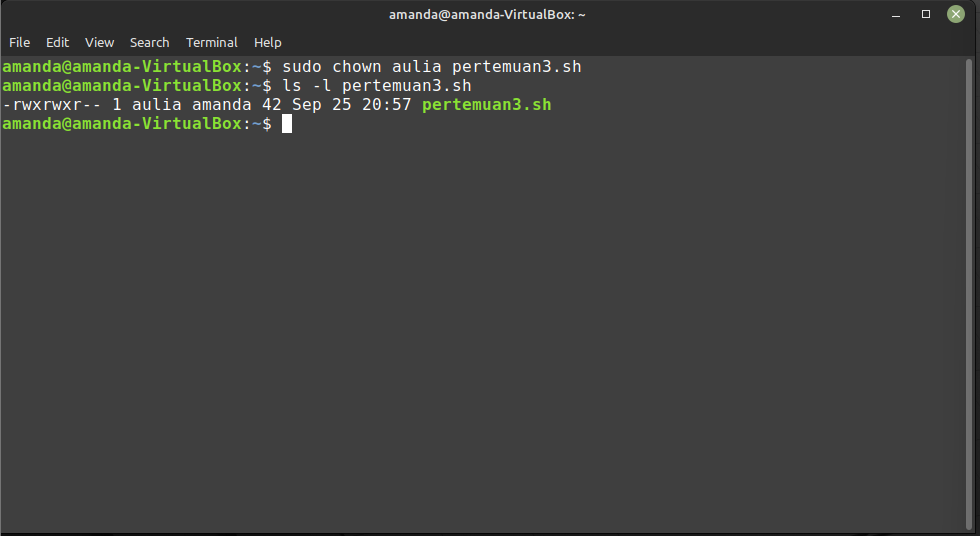 amanda@amanda-VirtualBox: ~
File Edit View Search Terminal Help
amanda@amanda-VirtualBox:~$ sudo chown aulia pertemuan3.sh
amanda@amanda-VirtualBox:~$ ls -l pertemuan3.sh
-rwxrwxr-- 1 aulia amanda 42 Sep 25 20:57 pertemuan3.sh
amanda@amanda-VirtualBox:~$